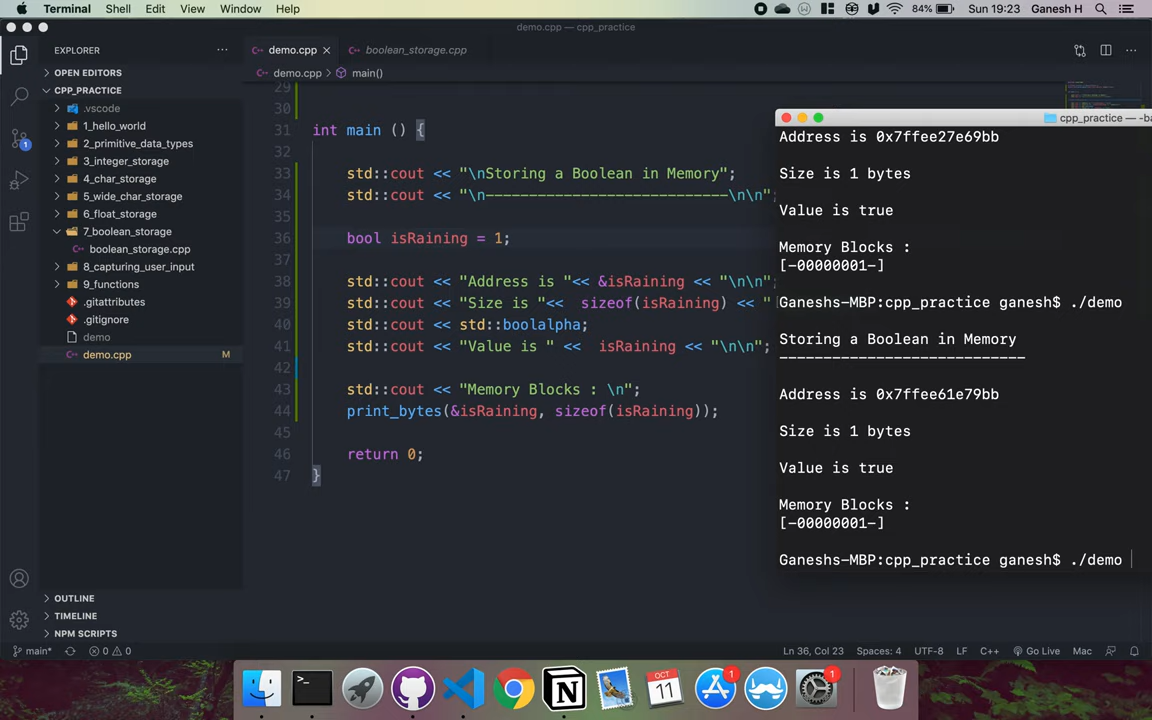 Terminal Shell Edit View Window Help 84% Sun 19:23 Ganesh H
demo.cpp — cpp_practice
EXPLORER
OPEN EDITORS
CPP_PRACTICE
.vscode
1_hello_world
2_primitive_data_types
3_integer_storage
4_char_storage
5_wide_char_storage
6_float_storage
7_boolean_storage
boolean_storage.cpp
8_capturing_user_input
9_functions
.gitattributes
.gitignore
demo
demo.cpp M
OUTLINE
TIMELINE
NPM SCRIPTS
1
demo.cpp boolean_storage.cpp
demo.cpp > main()
29
30
31 int main () {
32
33 std::cout << "\nStoring a Boolean in Memory";
34 std::cout << "\n----------------------------\n\n";
35
36 bool isRaining = 1;
37
38 std::cout << "Address is "<< &isRaining << "\n\n";
39 std::cout << "Size is "<< sizeof(isRaining) << "
40 std::cout << std::boolalpha;
41 std::cout << "Value is " << isRaining << "\n\n";
42
43 std::cout << "Memory Blocks : \n";
44 print_bytes(&isRaining, sizeof(isRaining));
45
46 return 0;
47 }
cpp_practice — -ba
Address is 0x7ffee27e69bb
Size is 1 bytes
Value is true
Memory Blocks :
[-00000001-]
Ganeshs-MBP:cpp_practice ganesh$ ./demo
Storing a Boolean in Memory
----------------------------
Address is 0x7ffee61e79bb
Size is 1 bytes
Value is true
Memory Blocks :
[-00000001-]
Ganeshs-MBP:cpp_practice ganesh$ ./demo
main* 0 0 Ln 36, Col 23 Spaces: 4 UTF-8 LF C++ Go Live Mac
>_ N OCT 11 1 1